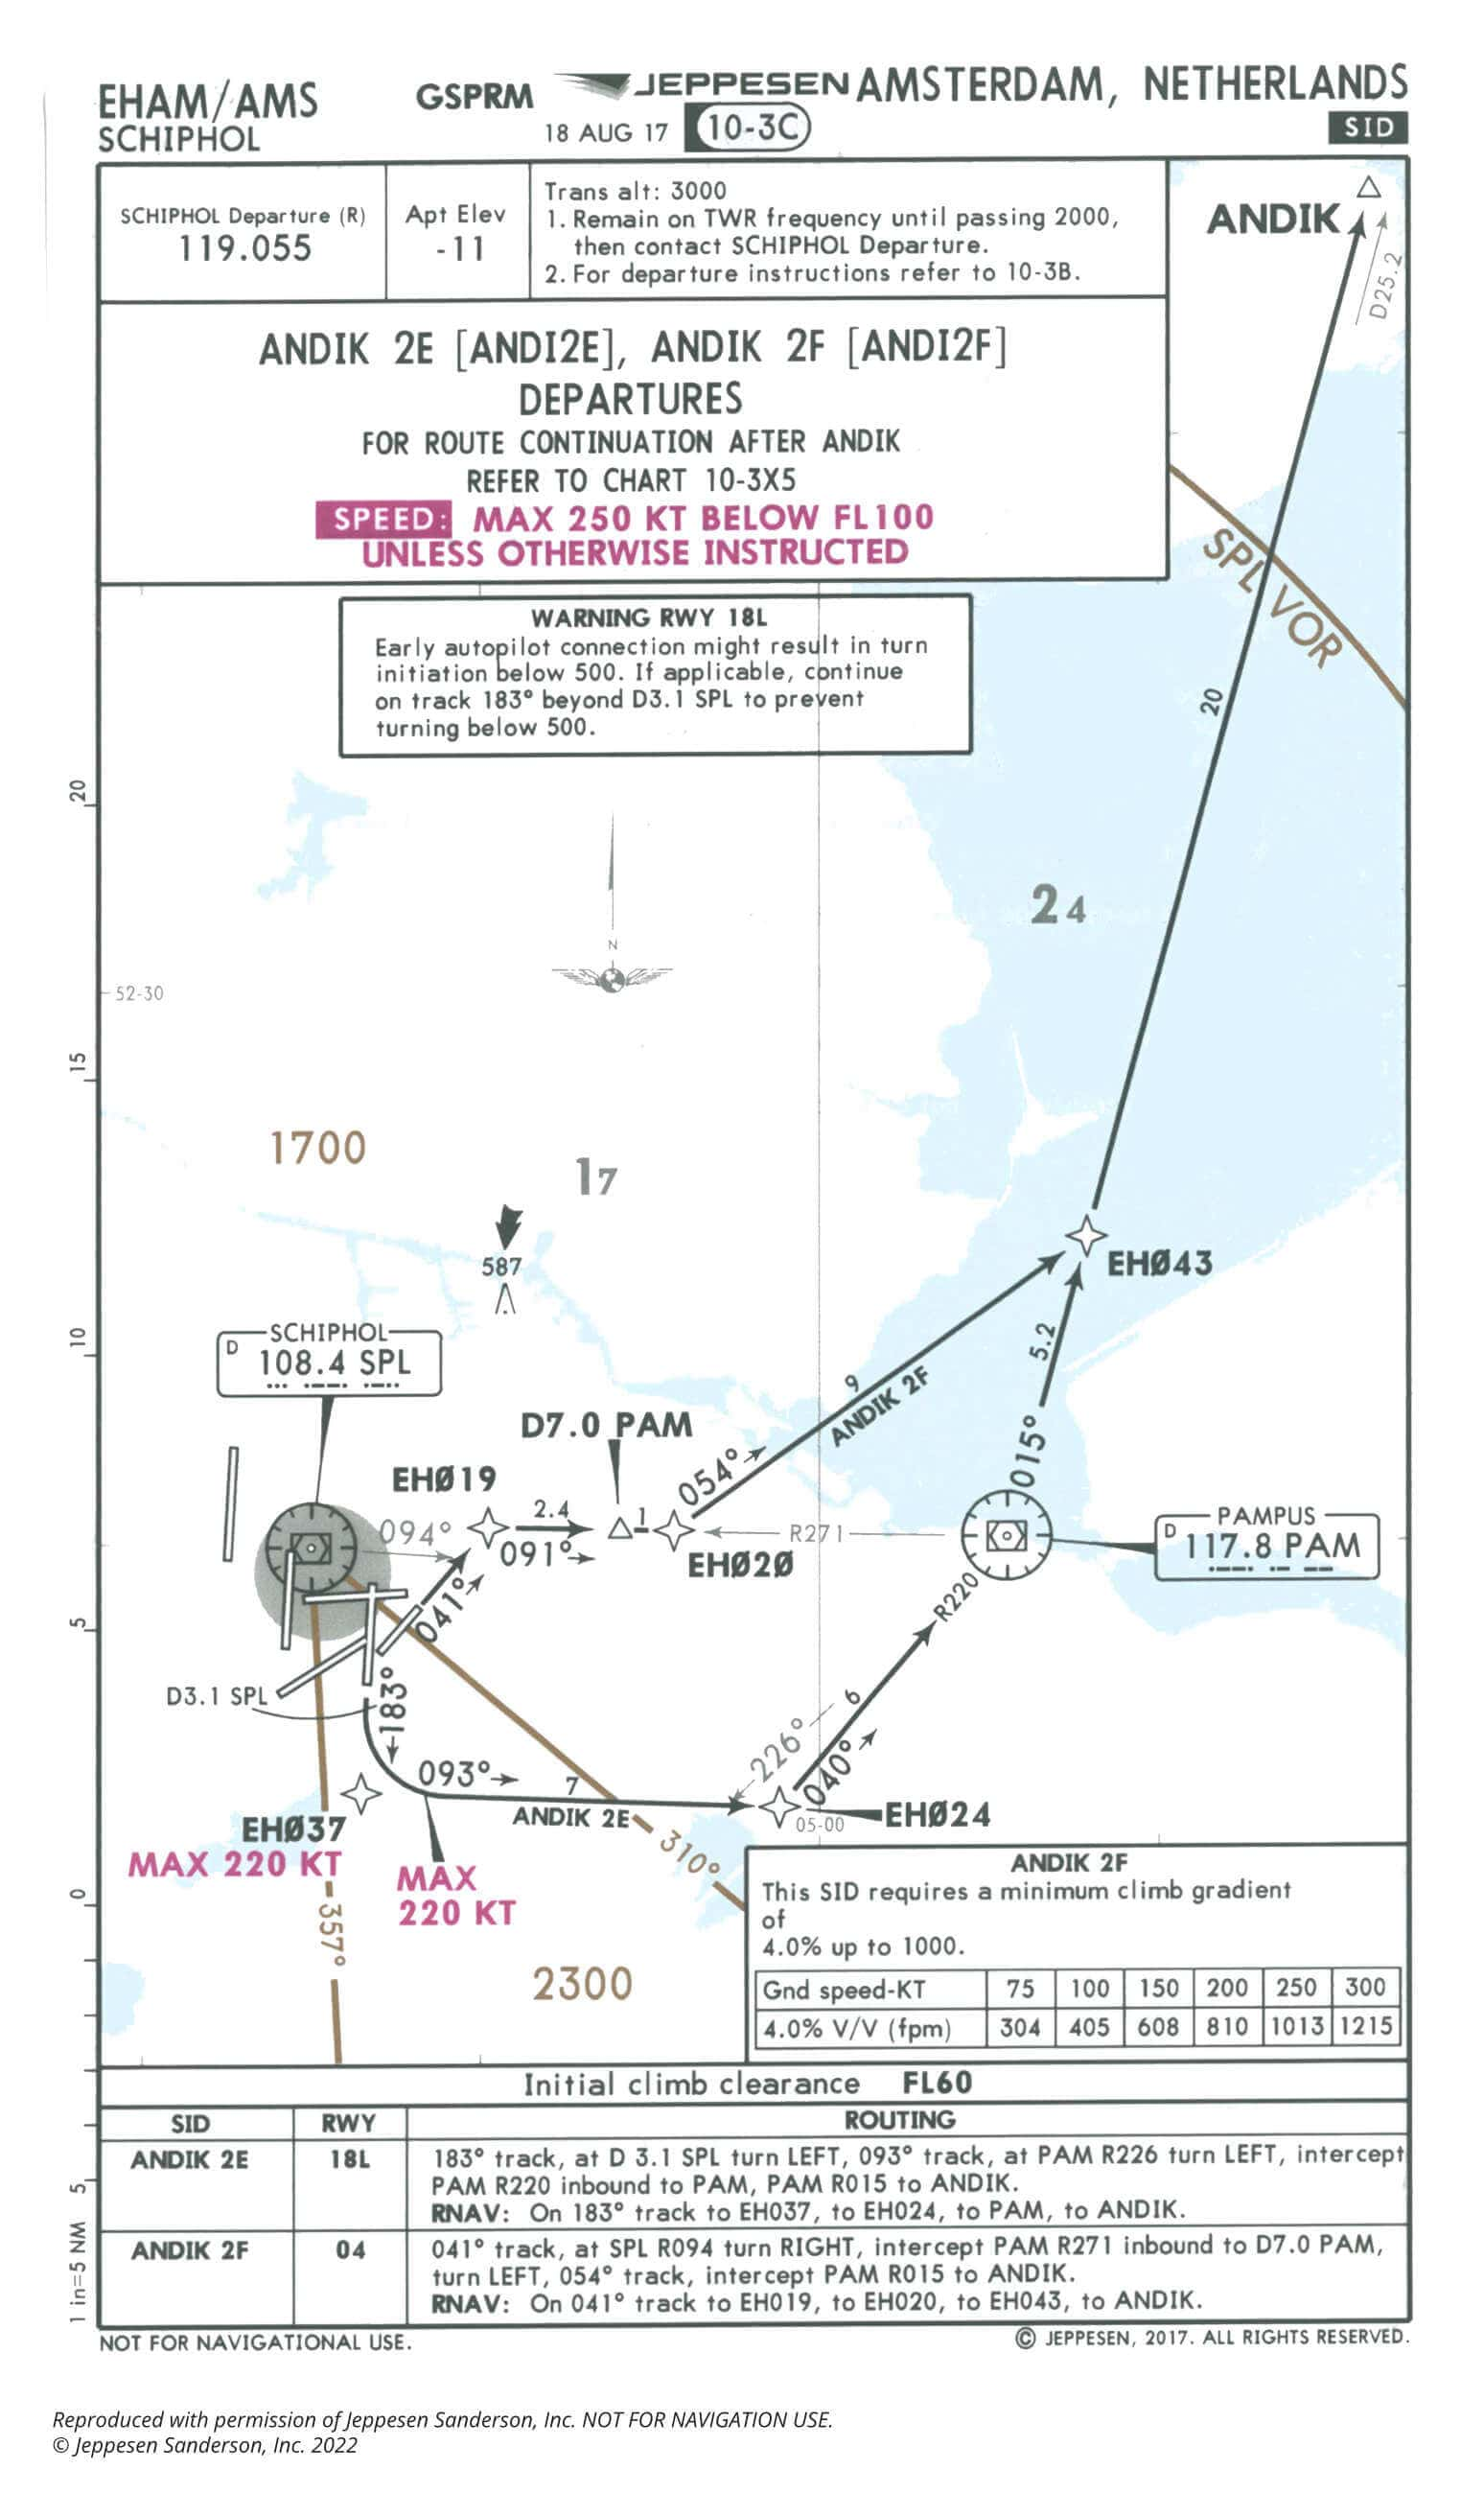 EHAM/AMS
SCHIPHOL
GSPRM
JEPPESEN
18 AUG 17
10-3C
AMSTERDAM, NETHERLANDS
SID
SCHIPHOL Departure (R)
119.055
Apt Elev
-11
Trans alt: 3000
1. Remain on TWR frequency until passing 2000,
then contact SCHIPHOL Departure.
2. For departure instructions refer to 10-3B.
ANDIK
D25.2
ANDIK 2E [ANDI2E], ANDIK 2F [ANDI2F]
DEPARTURES
FOR ROUTE CONTINUATION AFTER ANDIK
REFER TO CHART 10-3X5
SPEED: MAX 250 KT BELOW FL100
UNLESS OTHERWISE INSTRUCTED
SPL VOR
WARNING RWY 18L
Early autopilot connection might result in turn
initiation below 500. If applicable, continue
on track 183° beyond D3.1 SPL to prevent
turning below 500.
20
20
24
N
52-30
15
1700
17
587
EHØ43
10
SCHIPHOL
D 108.4 SPL
5.2
9
ANDIK 2F
D7.0 PAM
015°
EHØ19
054°
2.4
1
094°
091°
R271
EHØ20
PAMPUS
D 117.8 PAM
041°
R220
5
D3.1 SPL
183°
6
226°
040°
093°
7
ANDIK 2E
EHØ24
05-00
EHØ37
MAX 220 KT
310°
MAX
220 KT
0
357°
2300
ANDIK 2F
This SID requires a minimum climb gradient
of
4.0% up to 1000.
Gnd speed-KT 75 100 150 200 250 300
4.0% V/V (fpm) 304 405 608 810 1013 1215
Initial climb clearance FL60
SID RWY ROUTING
ANDIK 2E 18L 183° track, at D 3.1 SPL turn LEFT, 093° track, at PAM R226 turn LEFT, intercept
PAM R220 inbound to PAM, PAM R015 to ANDIK.
RNAV: On 183° track to EH037, to EH024, to PAM, to ANDIK.
ANDIK 2F 04 041° track, at SPL R094 turn RIGHT, intercept PAM R271 inbound to D7.0 PAM,
turn LEFT, 054° track, intercept PAM R015 to ANDIK.
RNAV: On 041° track to EH019, to EH020, to EH043, to ANDIK.
5
1 in=5 NM
NOT FOR NAVIGATIONAL USE.
© JEPPESEN, 2017. ALL RIGHTS RESERVED.
Reproduced with permission of Jeppesen Sanderson, Inc. NOT FOR NAVIGATION USE.
© Jeppesen Sanderson, Inc. 2022